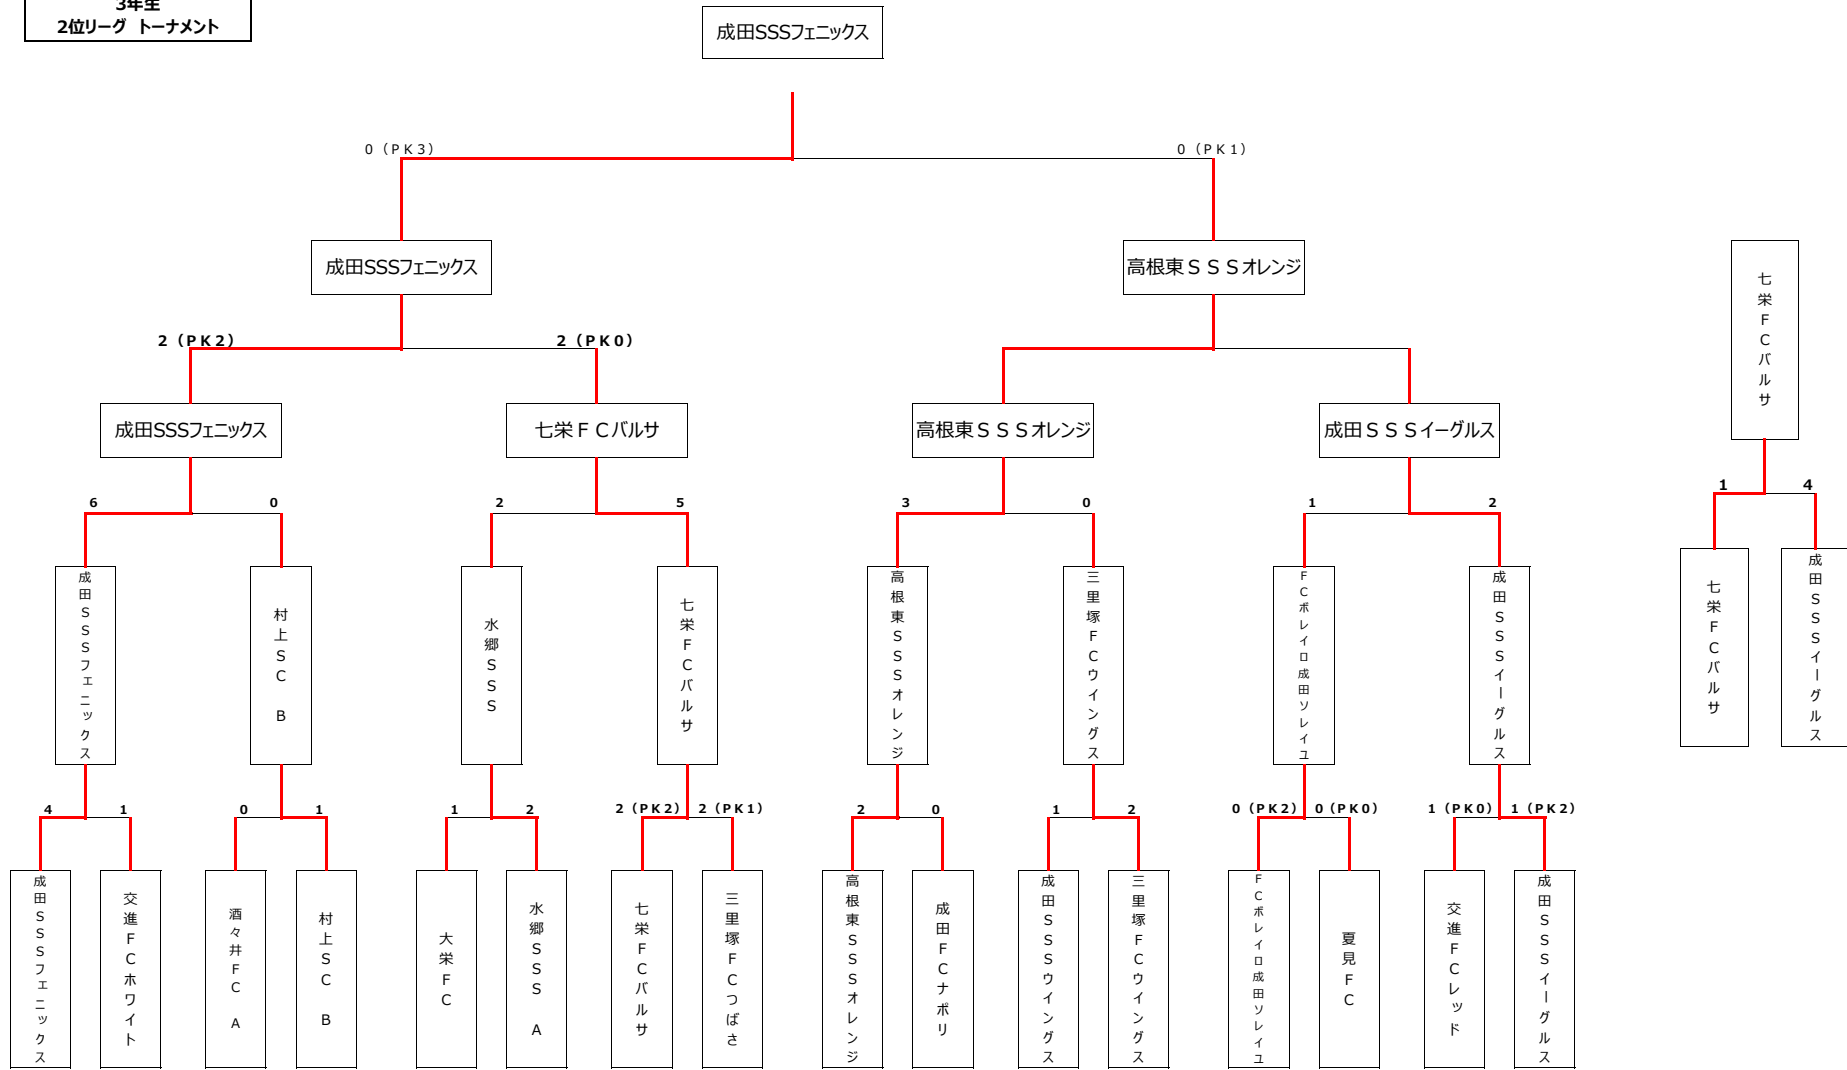 3年生
2位リーグ トーナメント
成田SSSフェニックス
0（PK3）
0（PK1）
成田SSSフェニックス
高根東ＳＳＳオレンジ
2（PK2）
2（PK0）
成田SSSフェニックス
七栄ＦＣバルサ
高根東ＳＳＳオレンジ
成田ＳＳＳイーグルス
6
0
2
5
3
0
1
2
成田ＳＳＳフェニックス
村上ＳＣ Ｂ
水郷ＳＳＳ
七栄ＦＣバルサ
高根東ＳＳＳオレンジ
三里塚ＦＣウイングス
ＦＣボレイロ成田ソレイユ
成田ＳＳＳイーグルス
4
1
0
1
1
2
2（PK2）
2（PK1）
2
0
1
2
0（PK2）
0（PK0）
1（PK0）
1（PK2）
成田ＳＳＳフェニックス
交進ＦＣホワイト
酒々井ＦＣ Ａ
村上ＳＣ Ｂ
大栄ＦＣ
水郷ＳＳＳ Ａ
七栄ＦＣバルサ
三里塚ＦＣつばさ
高根東ＳＳＳオレンジ
成田ＦＣナポリ
成田ＳＳＳウイングス
三里塚ＦＣウイングス
ＦＣボレイロ成田ソレイユ
夏見ＦＣ
交進ＦＣレッド
成田ＳＳＳイーグルス
七栄ＦＣバルサ
1
4
七栄ＦＣバルサ
成田ＳＳＳイーグルス